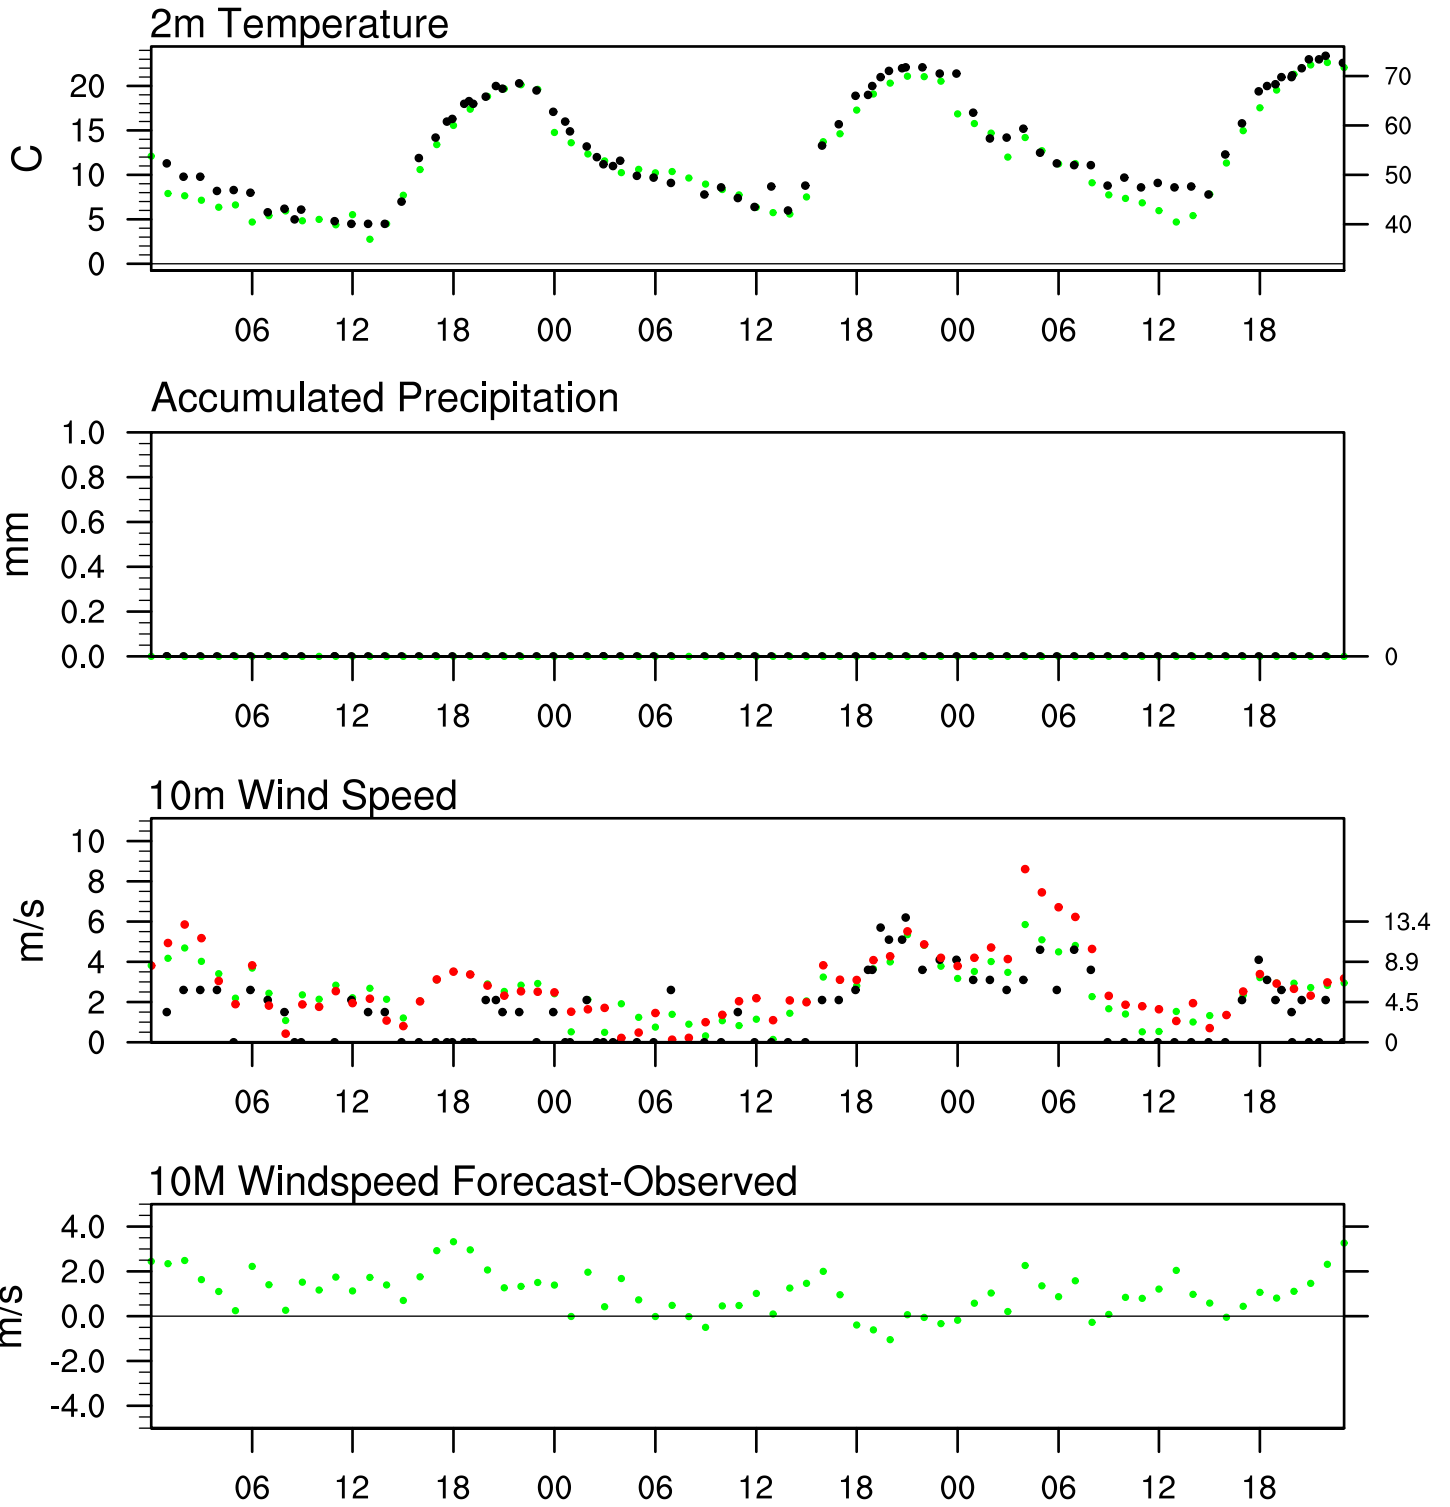 2m Temperature
20
15
10
5
0
C
70
60
50
40
06 12 18 00 06 12 18 00 06 12 18
Accumulated Precipitation
1.0
0.8
0.6
0.4
0.2
0.0
mm
0
06 12 18 00 06 12 18 00 06 12 18
10m Wind Speed
10
8
6
4
2
0
m/s
13.4
8.9
4.5
0
06 12 18 00 06 12 18 00 06 12 18
10M Windspeed Forecast-Observed
4.0
2.0
0.0
-2.0
-4.0
m/s
06 12 18 00 06 12 18 00 06 12 18